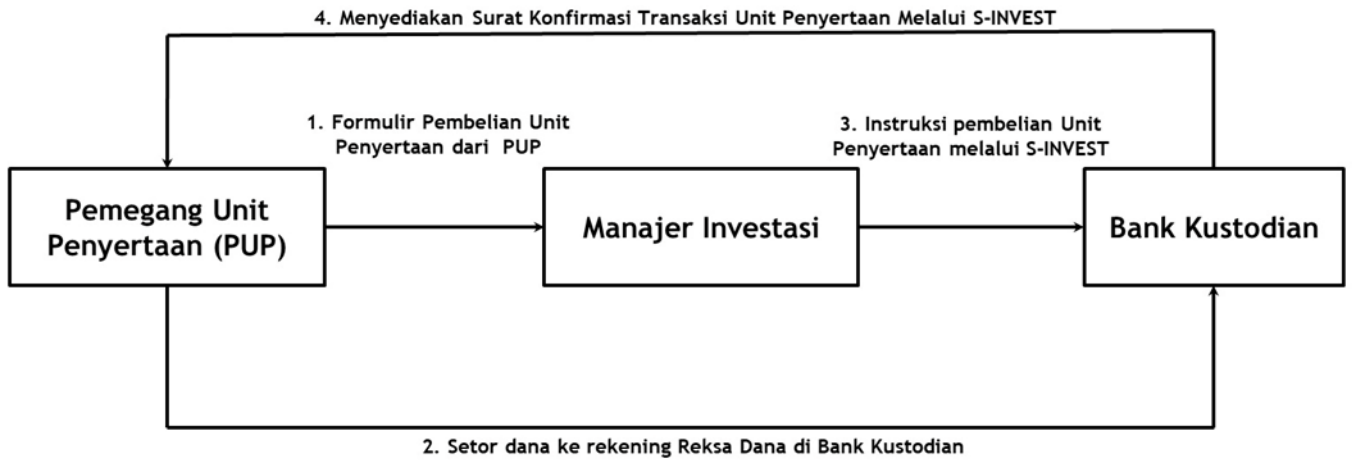 4. Menyediakan Surat Konfirmasi Transaksi Unit Penyertaan Melalui S-INVEST
1. Formulir Pembelian Unit
Penyertaan dari PUP
3. Instruksi pembelian Unit
Penyertaan melalui S-INVEST
Pemegang Unit
Penyertaan (PUP)
Manajer Investasi
Bank Kustodian
2. Setor dana ke rekening Reksa Dana di Bank Kustodian